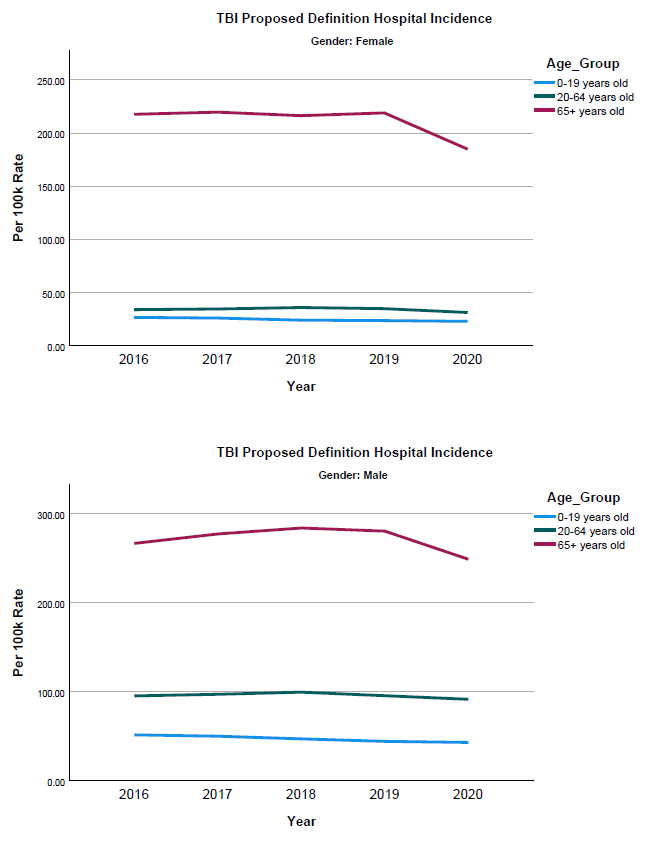 TBI Proposed Definition Hospital Incidence
Gender: Female
Age_Group
0-19 years old
20-64 years old
65+ years old
Per 100k Rate
250.00
200.00
150.00
100.00
50.00
0.00
2016 2017 2018 2019 2020
Year
TBI Proposed Definition Hospital Incidence
Gender: Male
Age_Group
0-19 years old
20-64 years old
65+ years old
Per 100k Rate
300.00
200.00
100.00
0.00
2016 2017 2018 2019 2020
Year